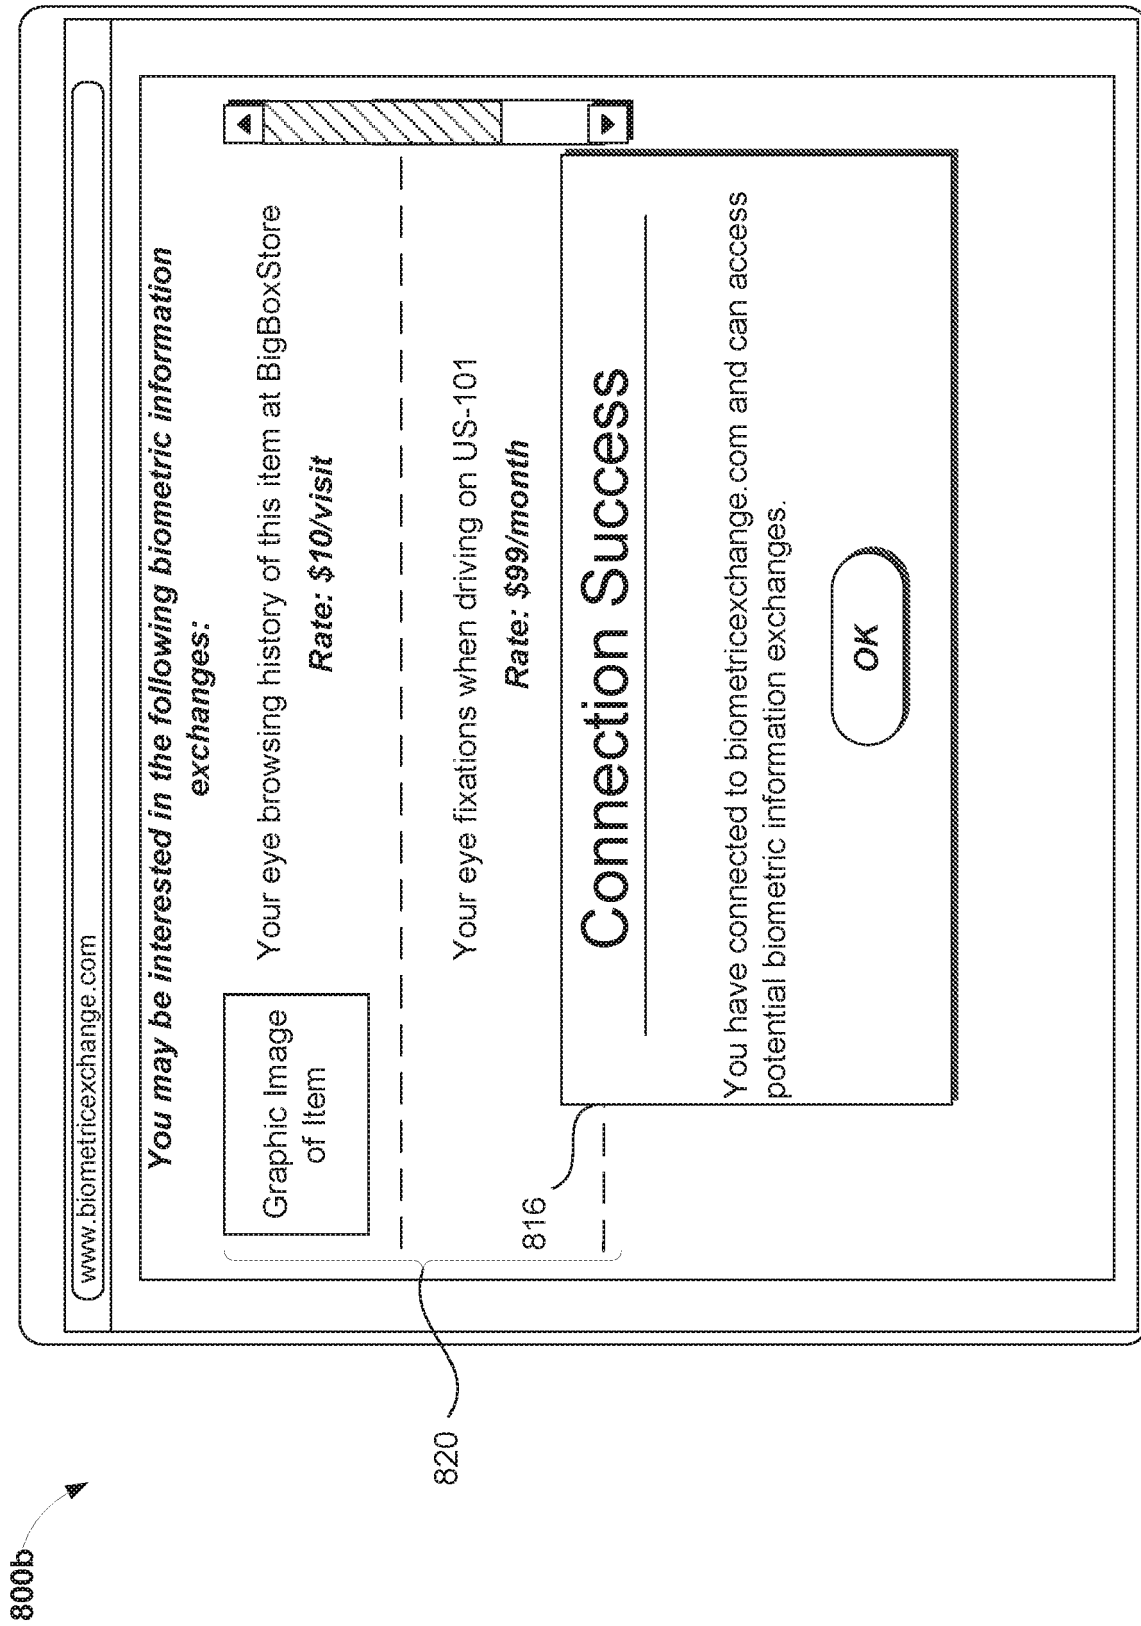 800b
www.biometricexchange.com
You may be interested in the following biometric information
exchanges:
Graphic Image
of Item
Your eye browsing history of this item at BigBoxStore
Rate: $10/visit
820
Your eye fixations when driving on US-101
Rate: $99/month
816
Connection Success
You have connected to biometricexchange.com and can access
potential biometric information exchanges.
OK